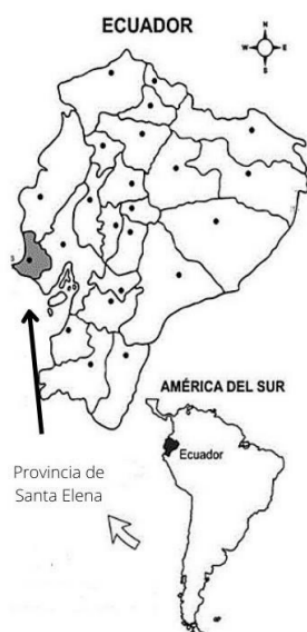 ECUADOR
N
W
E
S
AMÉRICA DEL SUR
Ecuador
Provincia de
Santa Elena